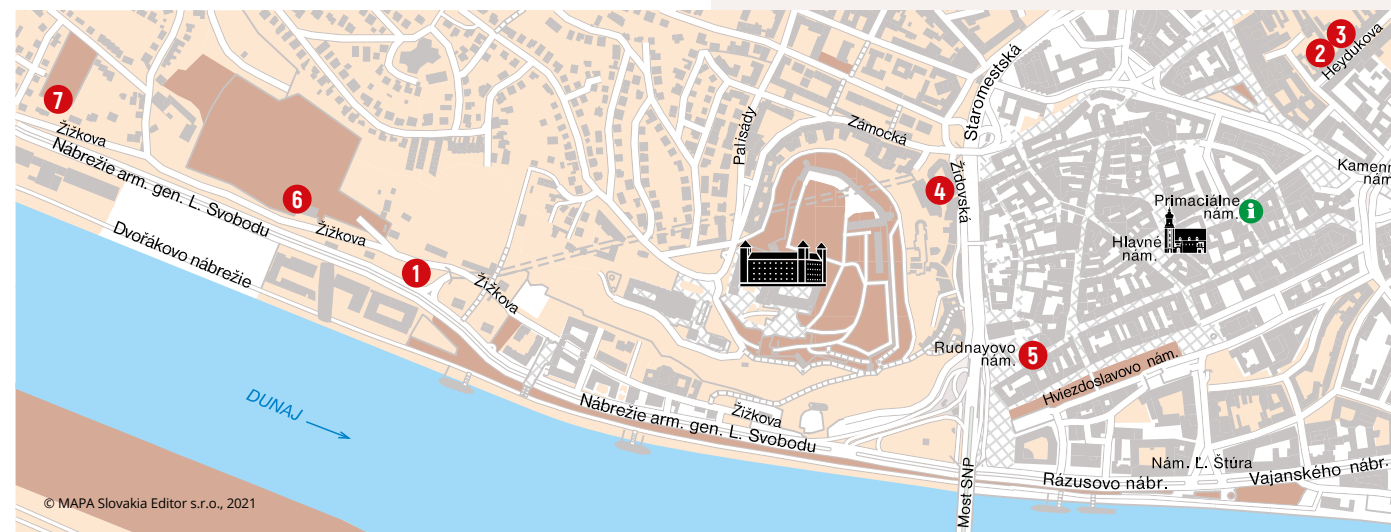 3
2
Heydukova
Staromestská
7
Žižkova
Palisády
Zámocká
Nábrežie arm. gen. L. Svobodu
Kamenn
nám
4
Židovská
6
Primaciálne
nám.
i
Žižkova
Dvořákovo nábrežie
Hlavné
nám.
1
Žižkova
Rudnayovo
nám.
5
Hviezdoslavovo nám.
DUNAJ
Žižkova
Nábrežie arm. gen. L. Svobodu
Nám. Ľ. Štúra
Vajanského nábr.
Rázusovo nábr.
Most SNP
© MAPA Slovakia Editor s.r.o., 2021